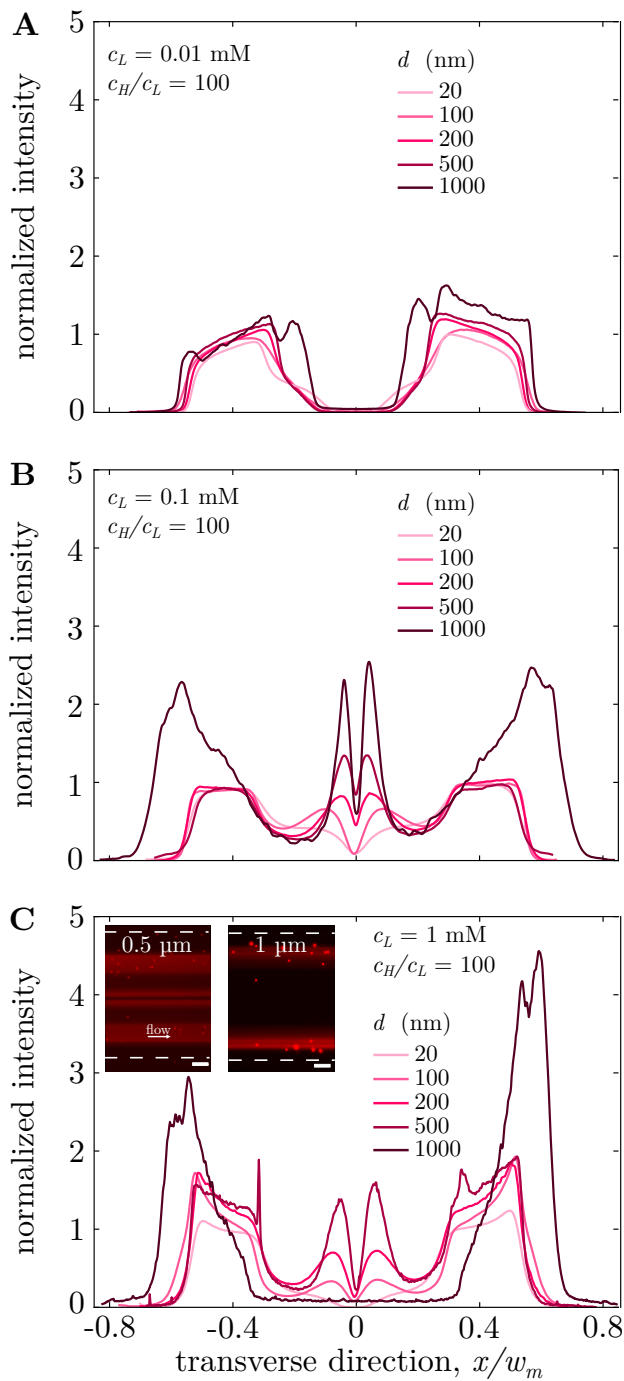 A
c_L = 0.01 mM
c_H/c_L = 100
d (nm)
20
100
200
500
1000
5
4
3
2
1
0
normalized intensity
B
c_L = 0.1 mM
c_H/c_L = 100
d (nm)
20
100
200
500
1000
5
4
3
2
1
0
normalized intensity
C
0.5 µm
1 µm
flow
c_L = 1 mM
c_H/c_L = 100
d (nm)
20
100
200
500
1000
5
4
3
2
1
0
normalized intensity
-0.8 -0.4 0 0.4 0.8
transverse direction, x/w_m